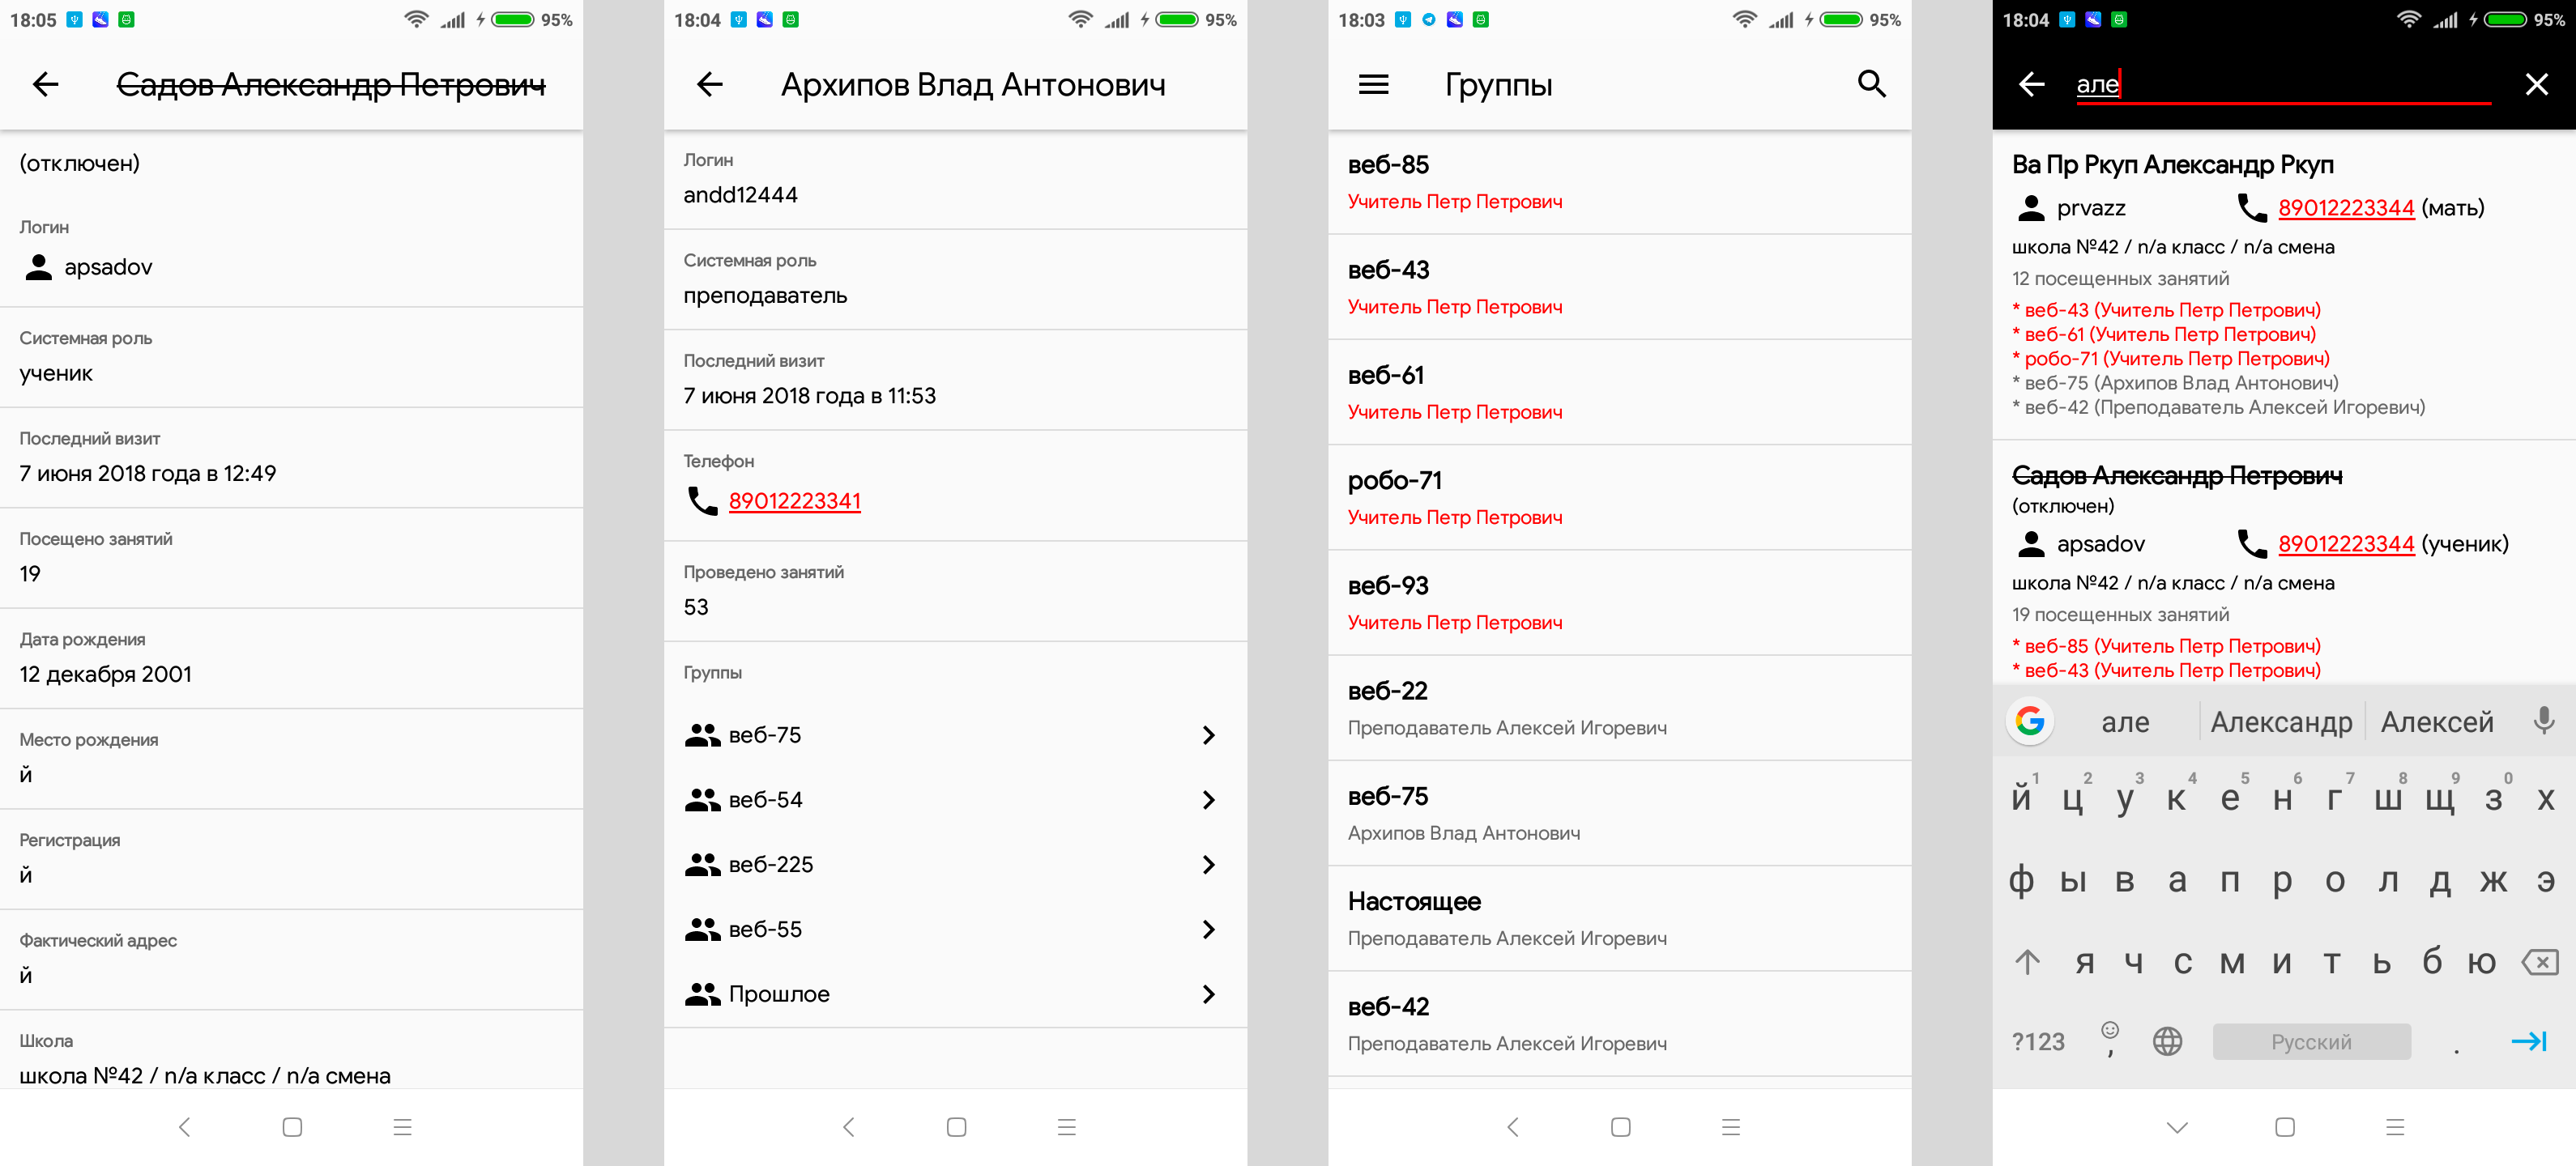 18:05
95%
Садов Александр Петрович
(отключен)
Логин
apsadov
Системная роль
ученик
Последний визит
7 июня 2018 года в 12:49
Посещено занятий
19
Дата рождения
12 декабря 2001
Место рождения
й
Регистрация
й
Фактический адрес
й
Школа
школа №42 / n/a класс / n/a смена
18:04
95%
Архипов Влад Антонович
Логин
andd12444
Системная роль
преподаватель
Последний визит
7 июня 2018 года в 11:53
Телефон
89012223341
Проведено занятий
53
Группы
веб-75
веб-54
веб-225
веб-55
Прошлое
18:03
95%
Группы
веб-85
Учитель Петр Петрович
веб-43
Учитель Петр Петрович
веб-61
Учитель Петр Петрович
робо-71
Учитель Петр Петрович
веб-93
Учитель Петр Петрович
веб-22
Преподаватель Алексей Игоревич
веб-75
Архипов Влад Антонович
Настоящее
Преподаватель Алексей Игоревич
веб-42
Преподаватель Алексей Игоревич
18:04
95%
але
Ва Пр Ркуп Александр Ркуп
prvazz 89012223344 (мать)
школа №42 / n/a класс / n/a смена
12 посещенных занятий
* веб-43 (Учитель Петр Петрович)
* веб-61 (Учитель Петр Петрович)
* робо-71 (Учитель Петр Петрович)
* веб-75 (Архипов Влад Антонович)
* веб-42 (Преподаватель Алексей Игоревич)
Садов Александр Петрович
(отключен)
apsadov 89012223344 (ученик)
школа №42 / n/a класс / n/a смена
19 посещенных занятий
* веб-85 (Учитель Петр Петрович)
* веб-43 (Учитель Петр Петрович)
але Александр Алексей
1 2 3 4 5 6 7 8 9 0
й ц у к е н г ш щ з х
ф ы в а п р о л д ж э
я ч с м и т ь б ю
?123 , Русский .